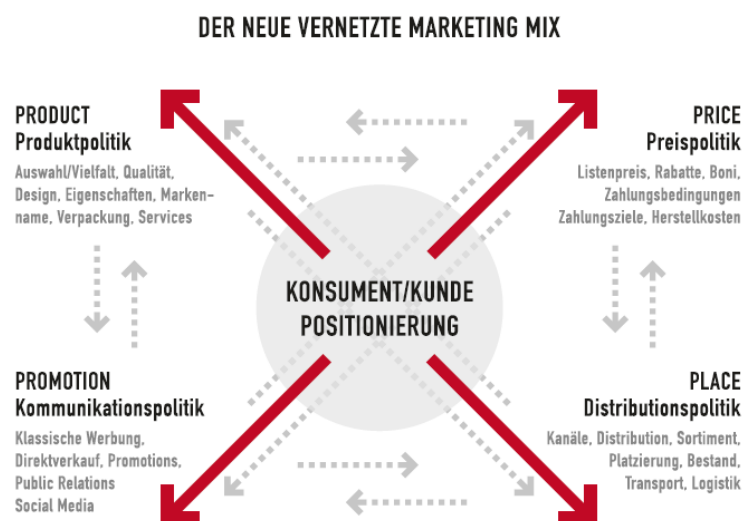 DER NEUE VERNETZTE MARKETING MIX
PRODUCT
Produktpolitik
Auswahl/Vielfalt, Qualität,
Design, Eigenschaften, Marken-
name, Verpackung, Services
PRICE
Preispolitik
Listenpreis, Rabatte, Boni,
Zahlungsbedingungen
Zahlungsziele, Herstellkosten
KONSUMENT/KUNDE
POSITIONIERUNG
PROMOTION
Kommunikationspolitik
Klassische Werbung,
Direktverkauf, Promotions,
Public Relations
Social Media
PLACE
Distributionspolitik
Kanäle, Distribution, Sortiment,
Platzierung, Bestand,
Transport, Logistik